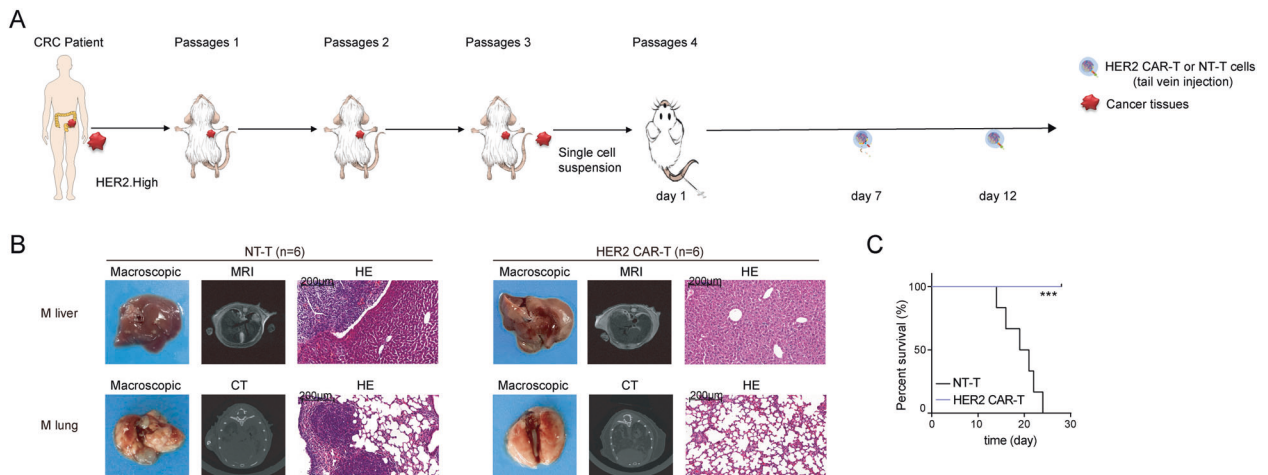 A
CRC Patient
Passages 1
Passages 2
Passages 3
Passages 4
HER2.High
Single cell
suspension
day 1
day 7
day 12
HER2 CAR-T or NT-T cells
(tail vein injection)
Cancer tissues
B
NT-T (n=6)
HER2 CAR-T (n=6)
Macroscopic
MRI
HE
Macroscopic
MRI
HE
200μm
200μm
M liver
Macroscopic
CT
HE
Macroscopic
CT
HE
200μm
200μm
M lung
C
Percent survival (%)
100
50
0
***
NT-T
HER2 CAR-T
0
10
20
30
time (day)